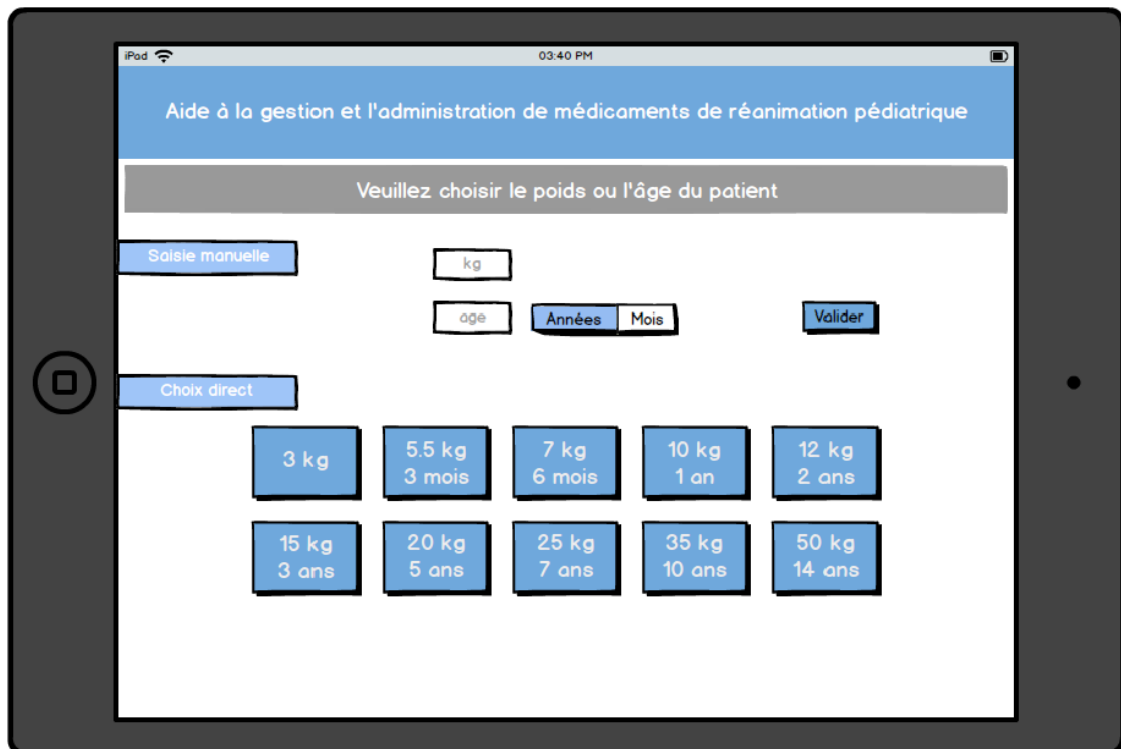 iPad
03:40 PM
Aide à la gestion et l'administration de médicaments de réanimation pédiatrique
Veuillez choisir le poids ou l'âge du patient
Saisie manuelle
kg
age
Années Mois
Valider
Choix direct
3 kg
5.5 kg
3 mois
7 kg
6 mois
10 kg
1 an
12 kg
2 ans
15 kg
3 ans
20 kg
5 ans
25 kg
7 ans
35 kg
10 ans
50 kg
14 ans